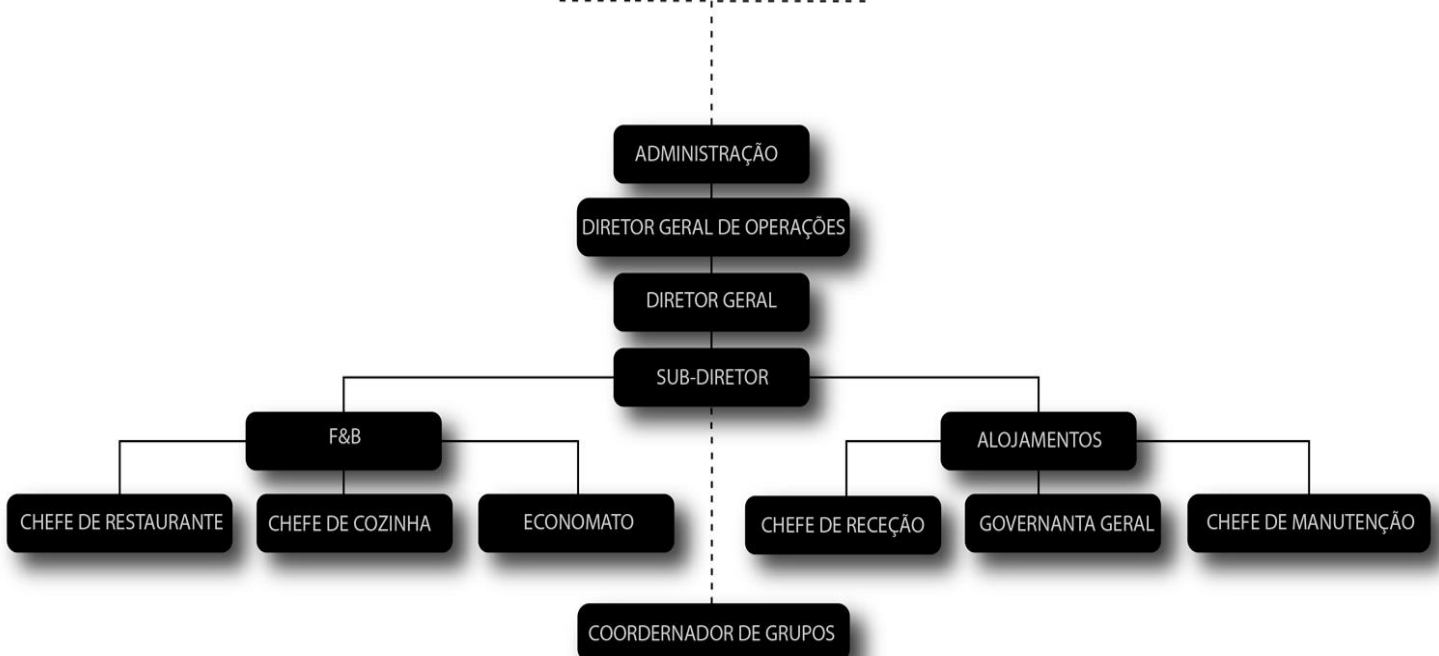 ADMINISTRAÇÃO
DIRETOR GERAL DE OPERAÇÕES
DIRETOR GERAL
SUB-DIRETOR
F&B
ALOJAMENTOS
CHEFE DE RESTAURANTE
CHEFE DE COZINHA
ECONOMATO
CHEFE DE RECEÇÃO
GOVERNANTA GERAL
CHEFE DE MANUTENÇÃO
COORDERNADOR DE GRUPOS